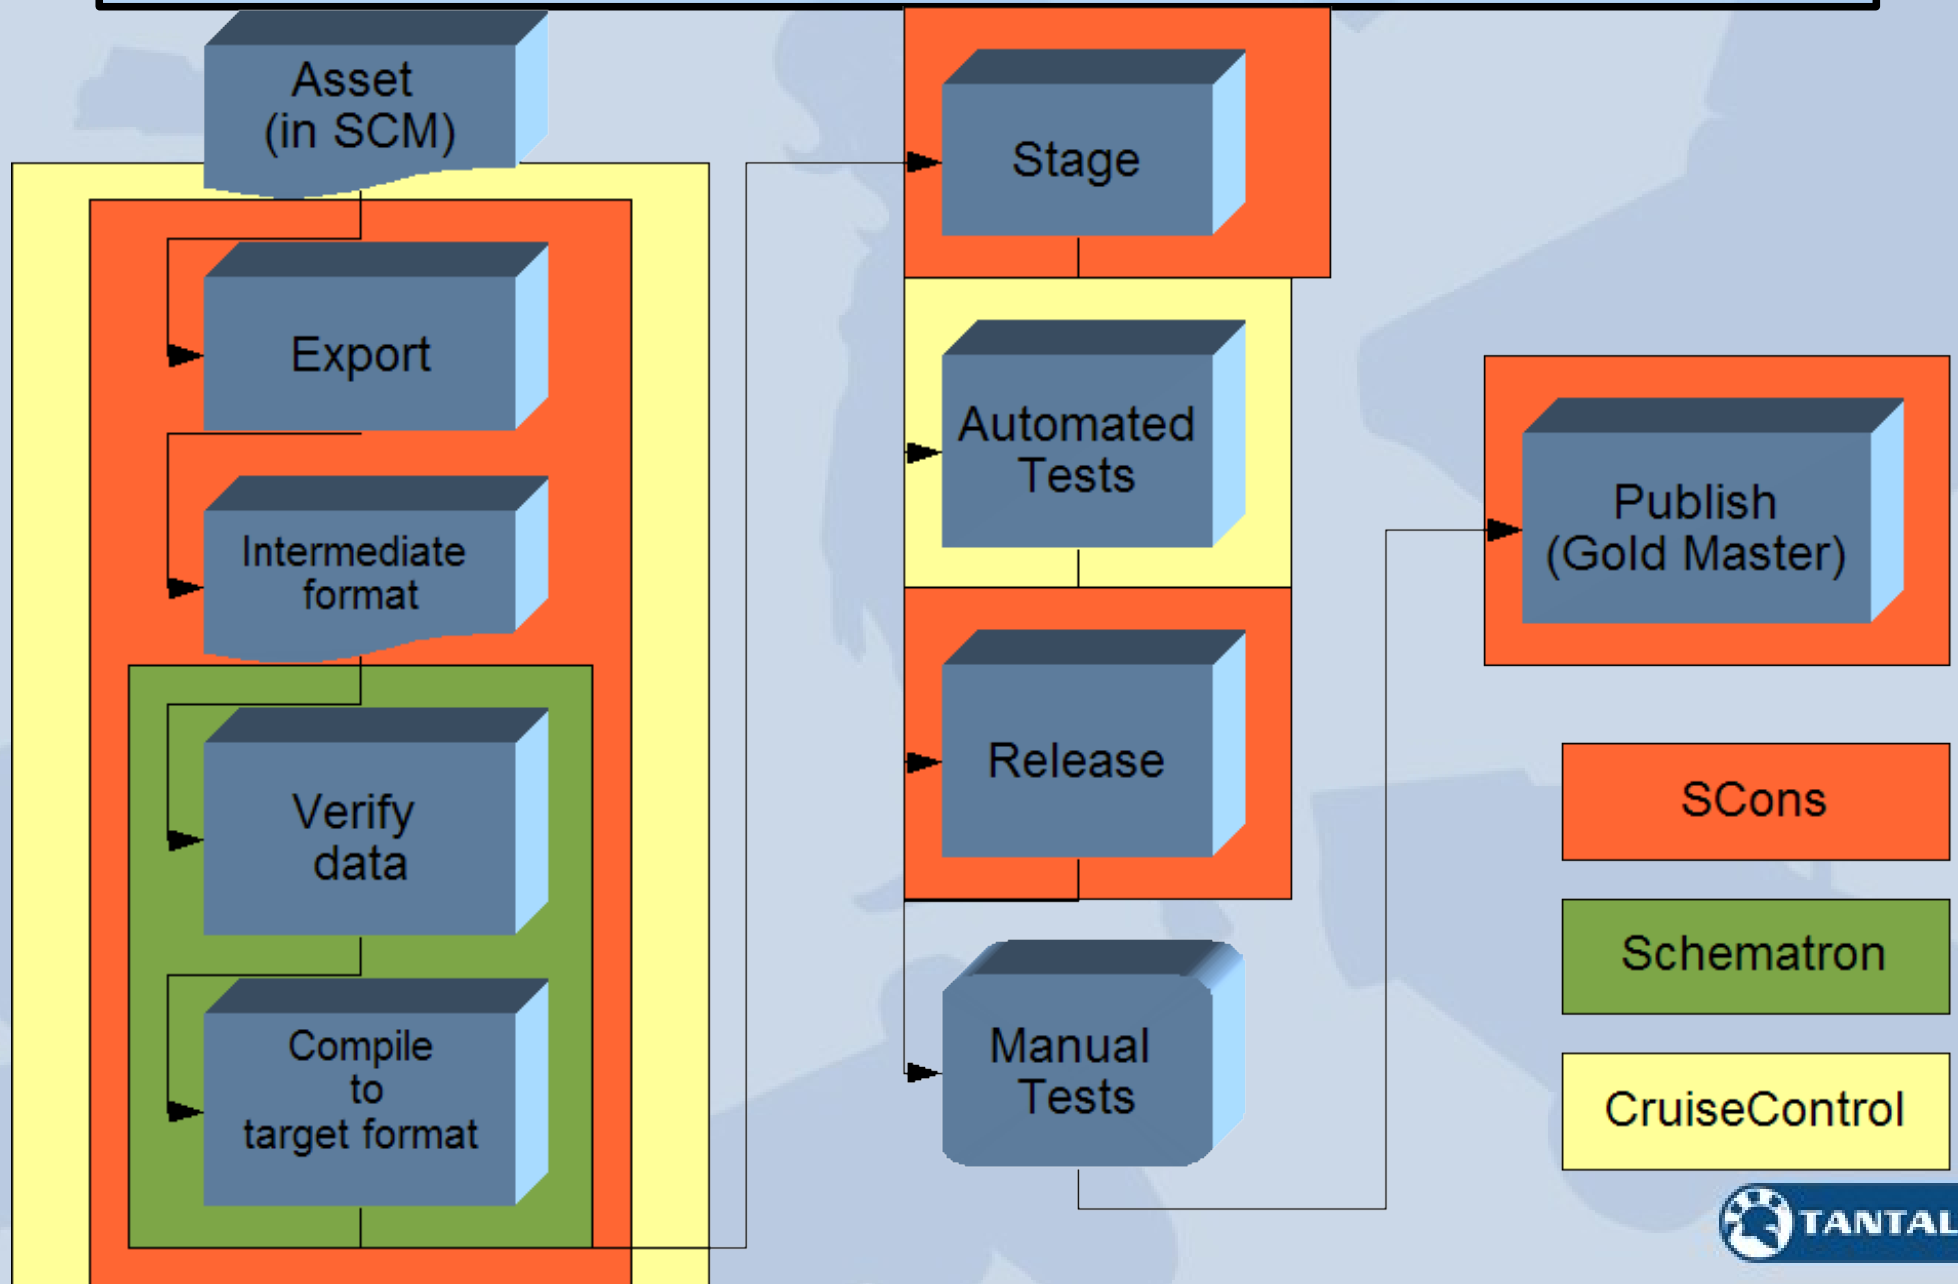 Asset
(in SCM)
Export
Intermediate
format
Verify
data
Compile
to
target format
Stage
Automated
Tests
Release
Manual
Tests
Publish
(Gold Master)
SCons
Schematron
CruiseControl
TANTAL